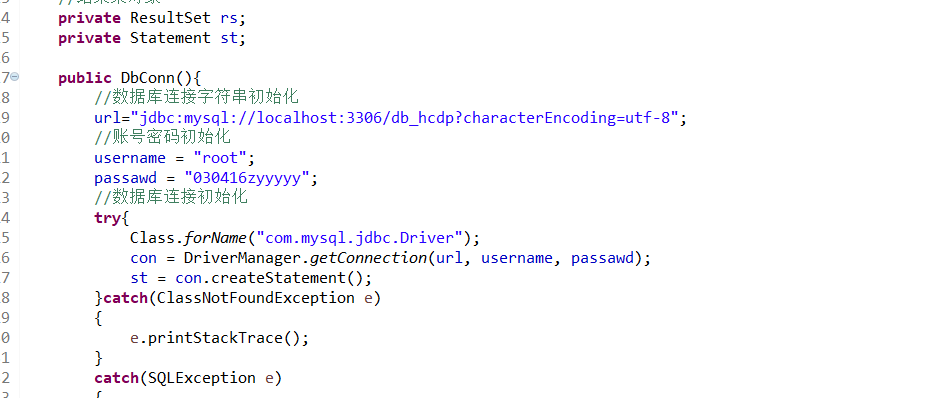 private ResultSet rs;
private Statement st;
public DbConn(){
//数据库连接字符串初始化
url="jdbc:mysql://localhost:3306/db_hcdp?characterEncoding=utf-8";
//账号密码初始化
username = "root";
passawd = "030416zyyyyy";
//数据库连接初始化
try{
Class.forName("com.mysql.jdbc.Driver");
con = DriverManager.getConnection(url, username, passawd);
st = con.createStatement();
}catch(ClassNotFoundException e)
{
e.printStackTrace();
}
catch(SQLException e)